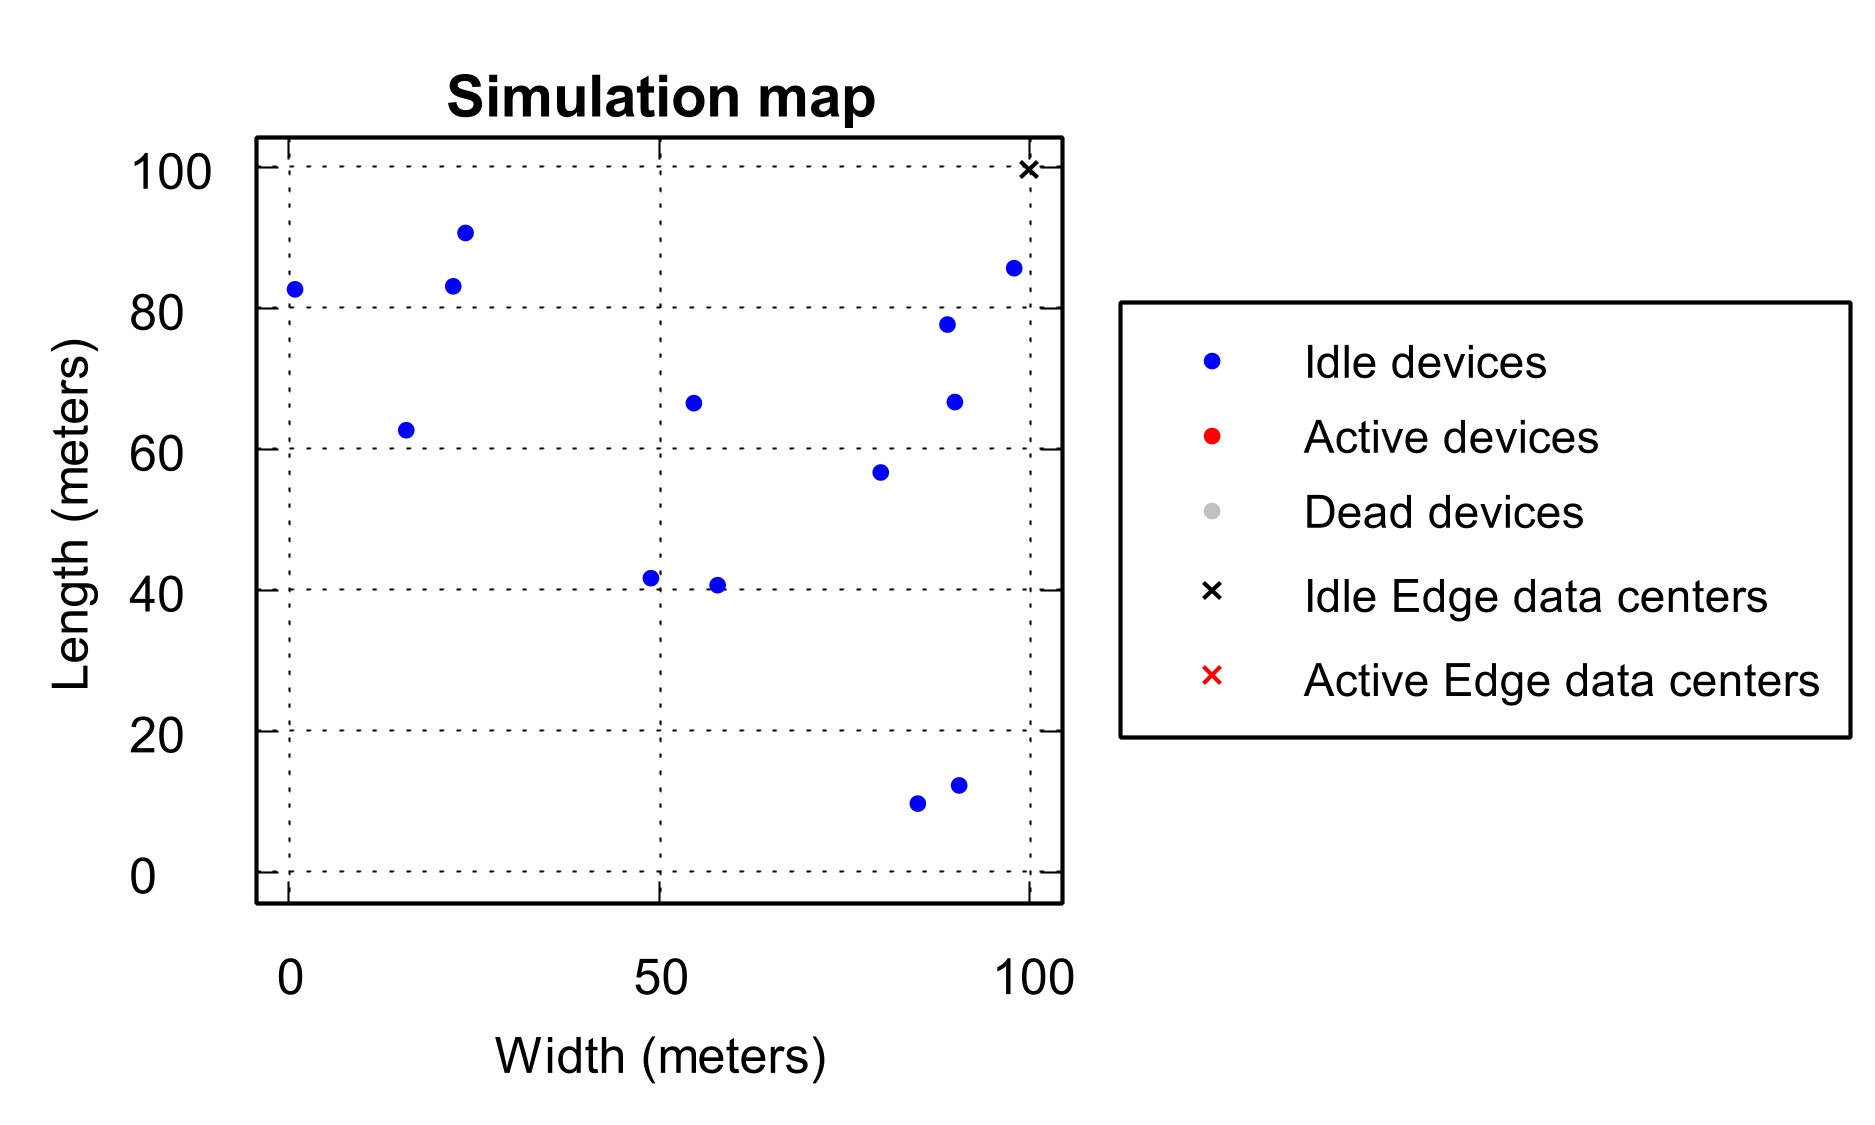 Simulation map
100
80
60
40
20
0
Length (meters)
0 50 100
Width (meters)
Idle devices
Active devices
Dead devices
Idle Edge data centers
Active Edge data centers